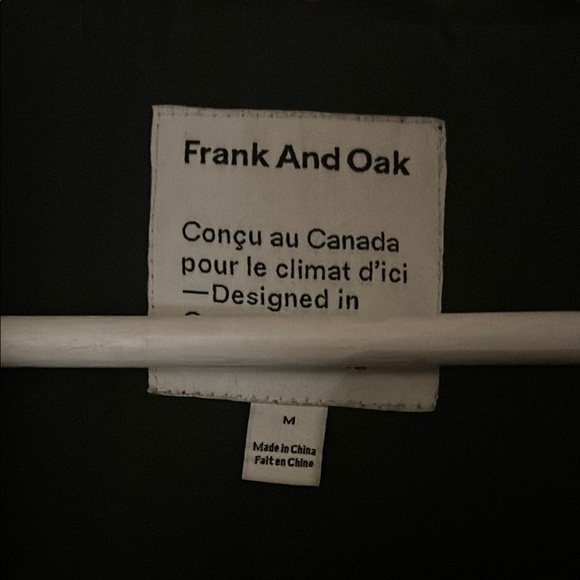 Frank And Oak
Conçu au Canada
pour le climat d'ici
—Designed in
M
Made in China
Fait en Chine